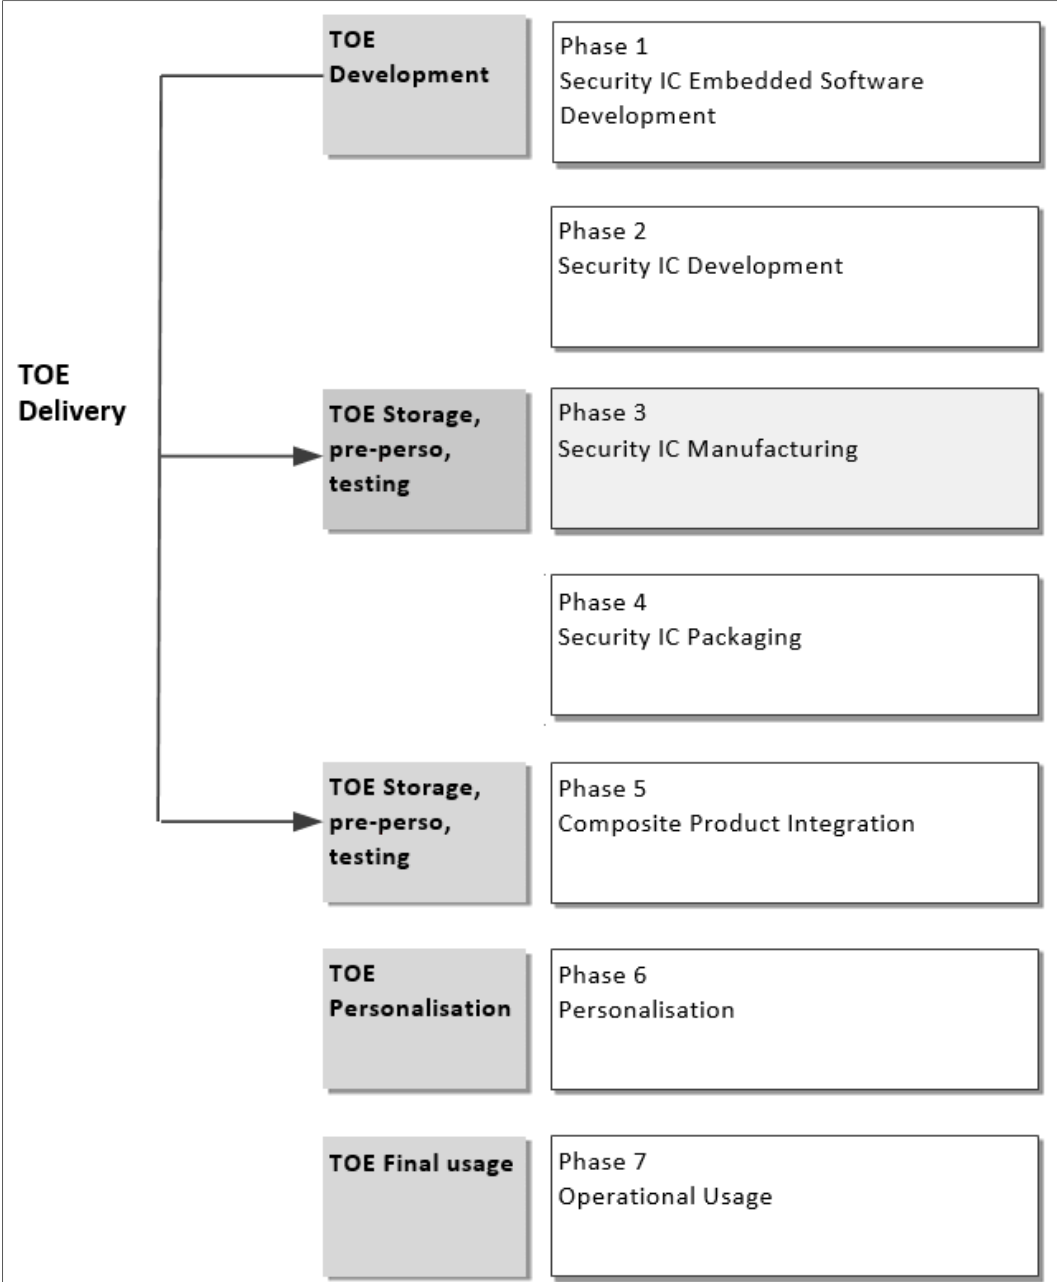 TOE
Development
Phase 1
Security IC Embedded Software
Development
Phase 2
Security IC Development
TOE
Delivery
TOE Storage,
pre-perso,
testing
Phase 3
Security IC Manufacturing
Phase 4
Security IC Packaging
TOE Storage,
pre-perso,
testing
Phase 5
Composite Product Integration
TOE
Personalisation
Phase 6
Personalisation
TOE Final usage
Phase 7
Operational Usage